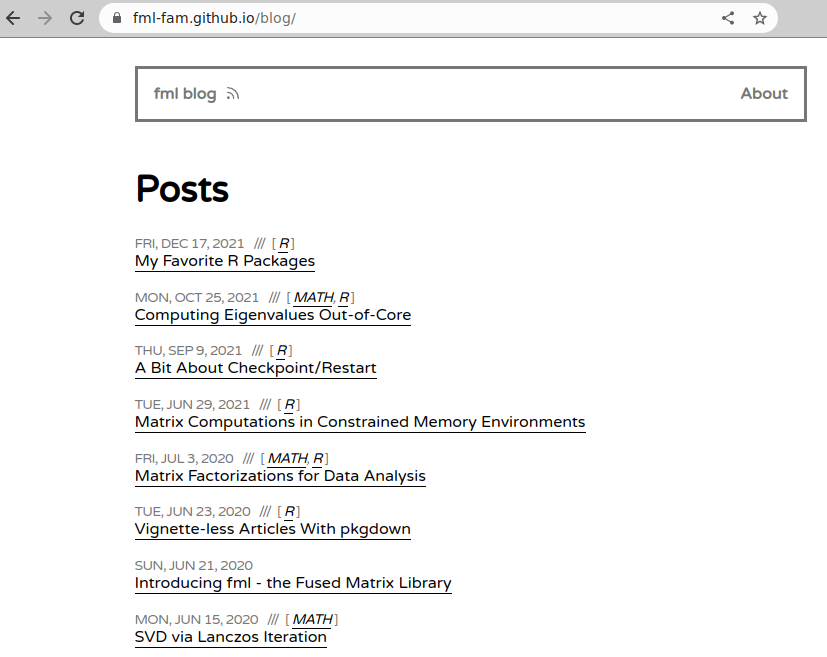 fml-fam.github.io/blog/
fml blog
About
Posts
FRI, DEC 17, 2021 /// [ R ]
My Favorite R Packages
MON, OCT 25, 2021 /// [ MATH, R ]
Computing Eigenvalues Out-of-Core
THU, SEP 9, 2021 /// [ R ]
A Bit About Checkpoint/Restart
TUE, JUN 29, 2021 /// [ R ]
Matrix Computations in Constrained Memory Environments
FRI, JUL 3, 2020 /// [ MATH, R ]
Matrix Factorizations for Data Analysis
TUE, JUN 23, 2020 /// [ R ]
Vignette-less Articles With pkgdown
SUN, JUN 21, 2020
Introducing fml - the Fused Matrix Library
MON, JUN 15, 2020 /// [ MATH ]
SVD via Lanczos Iteration